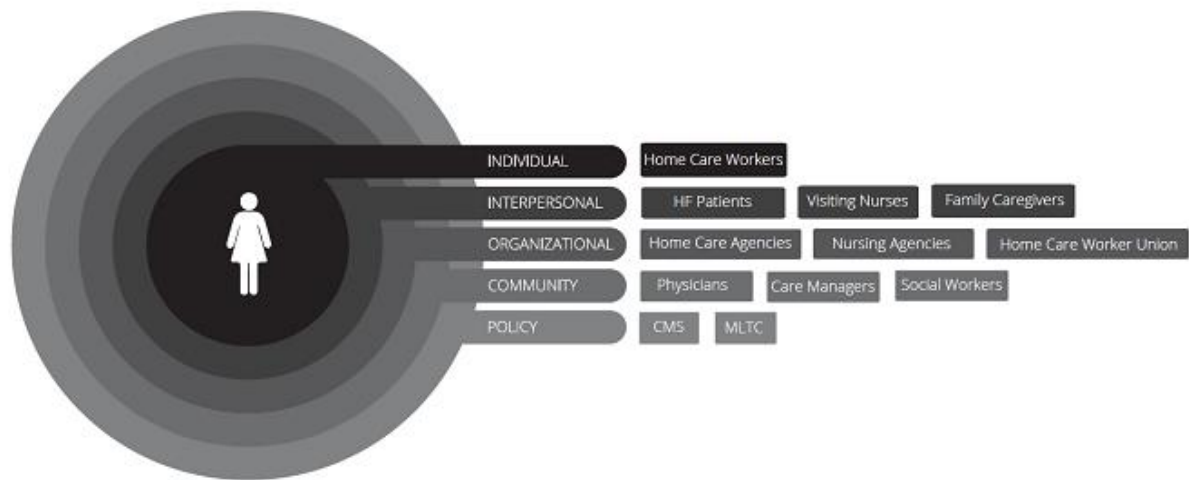 INDIVIDUAL Home Care Workers
INTERPERSONAL HF Patients Visiting Nurses Family Caregivers
ORGANIZATIONAL Home Care Agencies Nursing Agencies Home Care Worker Union
COMMUNITY Physicians Care Managers Social Workers
POLICY CMS MLTC